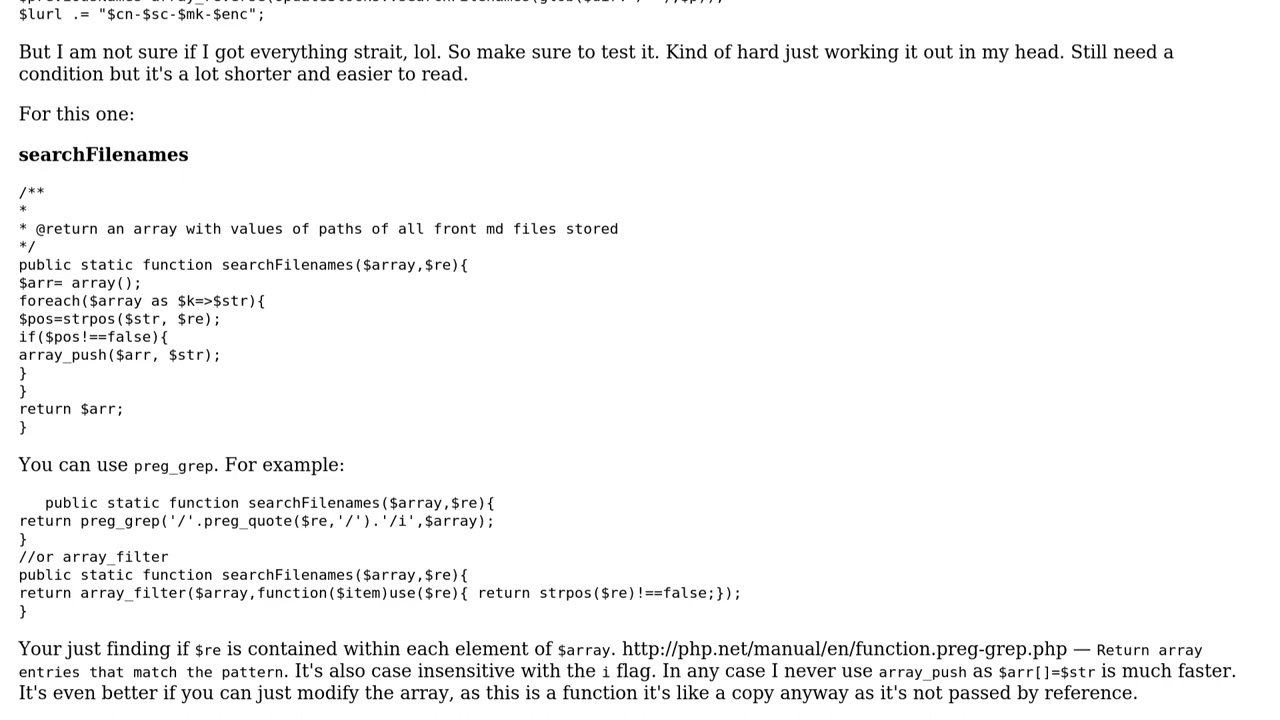 $lurl .= "$cn-$sc-$mk-$enc";
But I am not sure if I got everything strait, lol. So make sure to test it. Kind of hard just working it out in my head. Still need a
condition but it's a lot shorter and easier to read.
For this one:
searchFilenames
/**
*
* @return an array with values of paths of all front md files stored
*/
public static function searchFilenames($array,$re){
$arr= array();
foreach($array as $k=>$str){
$pos=strpos($str, $re);
if($pos!==false){
array_push($arr, $str);
}
}
return $arr;
}
You can use preg_grep. For example:
public static function searchFilenames($array,$re){
return preg_grep('/'.preg_quote($re,'/').'/i',$array);
}
//or array_filter
public static function searchFilenames($array,$re){
return array_filter($array,function($item)use($re){ return strpos($re)!==false;});
}
Your just finding if $re is contained within each element of $array. http://php.net/manual/en/function.preg-grep.php — Return array
entries that match the pattern. It's also case insensitive with the i flag. In any case I never use array_push as $arr[]=$str is much faster.
It's even better if you can just modify the array, as this is a function it's like a copy anyway as it's not passed by reference.